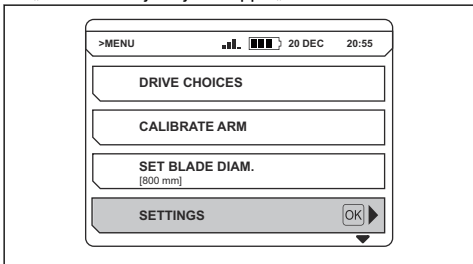 >MENU 20 DEC 20:55
DRIVE CHOICES
CALIBRATE ARM
SET BLADE DIAM.
[800 mm]
SETTINGS OK